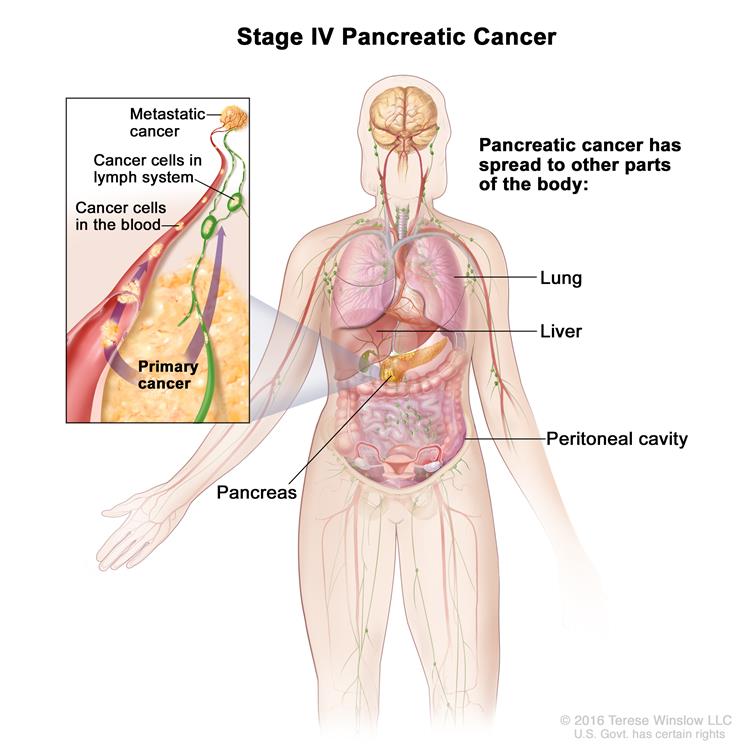 Stage IV Pancreatic Cancer
Metastatic
cancer
Cancer cells in
lymph system
Cancer cells
in the blood
Primary
cancer
Pancreatic cancer has
spread to other parts
of the body:
Lung
Liver
Peritoneal cavity
Pancreas
© 2016 Terese Winslow LLC
U.S. Govt. has certain rights